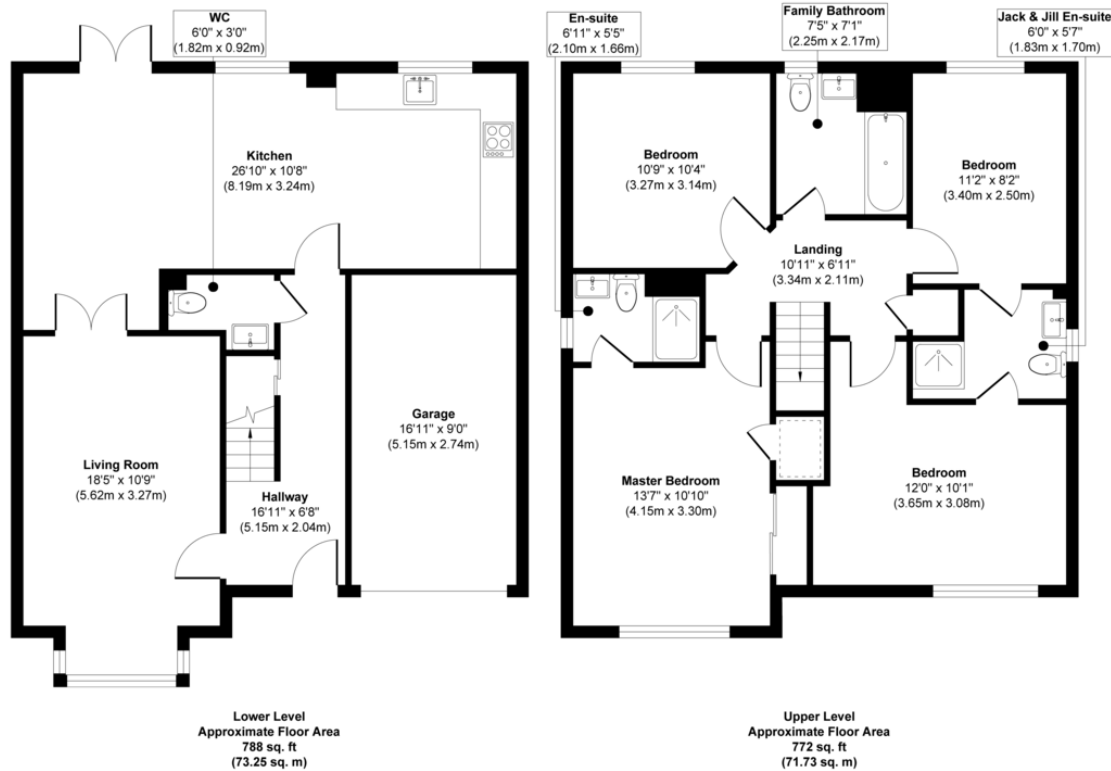 WC
6'0" x 3'0"
(1.82m x 0.92m)
En-suite
6'11" x 5'5"
(2.10m x 1.66m)
Family Bathroom
7'5" x 7'1"
(2.25m x 2.17m)
Jack & Jill En-suite
6'0" x 5'7"
(1.83m x 1.70m)
Kitchen
26'10" x 10'8"
(8.19m x 3.24m)
Bedroom
10'9" x 10'4"
(3.27m x 3.14m)
Bedroom
11'2" x 8'2"
(3.40m x 2.50m)
Landing
10'11" x 6'11"
(3.34m x 2.11m)
Garage
16'11" x 9'0"
(5.15m x 2.74m)
Living Room
18'5" x 10'9"
(5.62m x 3.27m)
Hallway
16'11" x 6'8"
(5.15m x 2.04m)
Master Bedroom
13'7" x 10'10"
(4.15m x 3.30m)
Bedroom
12'0" x 10'1"
(3.65m x 3.08m)
Lower Level
Approximate Floor Area
788 sq. ft
(73.25 sq. m)
Upper Level
Approximate Floor Area
772 sq. ft
(71.73 sq. m)